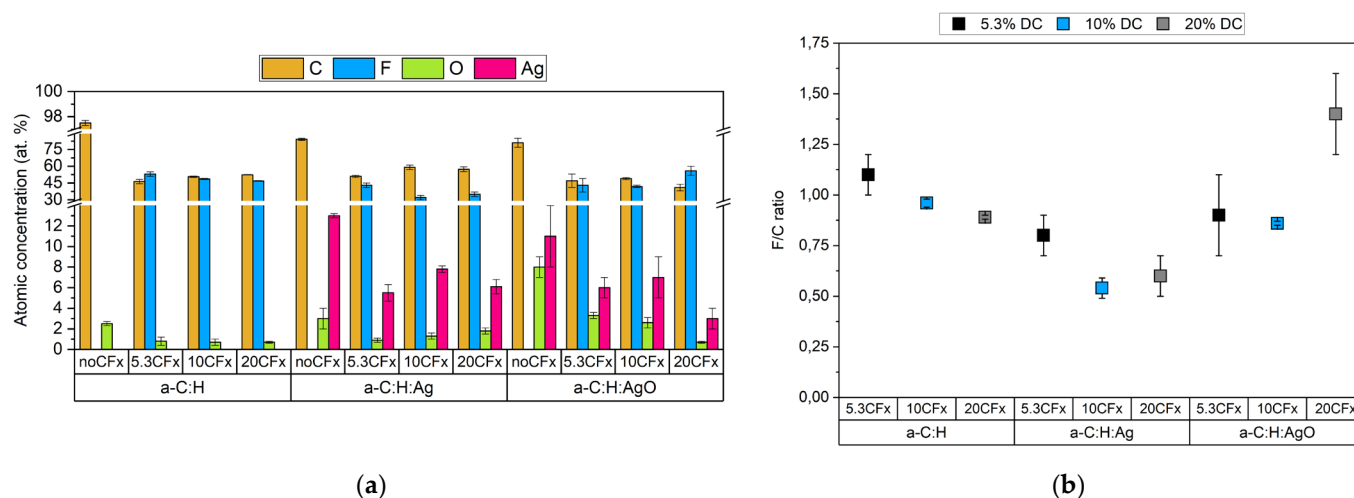 C F O Ag
Atomic concentration (at. %)
100
98
75
60
45
30
12
10
8
6
4
2
0
noCFx 5.3CFx 10CFx 20CFx noCFx 5.3CFx 10CFx 20CFx noCFx 5.3CFx 10CFx 20CFx
a-C:H a-C:H:Ag a-C:H:AgO
(a)
5.3% DC 10% DC 20% DC
F/C ratio
1,75
1,50
1,25
1,00
0,75
0,50
0,25
0,00
5.3CFx 10CFx 20CFx 5.3CFx 10CFx 20CFx 5.3CFx 10CFx 20CFx
a-C:H a-C:H:Ag a-C:H:AgO
(b)